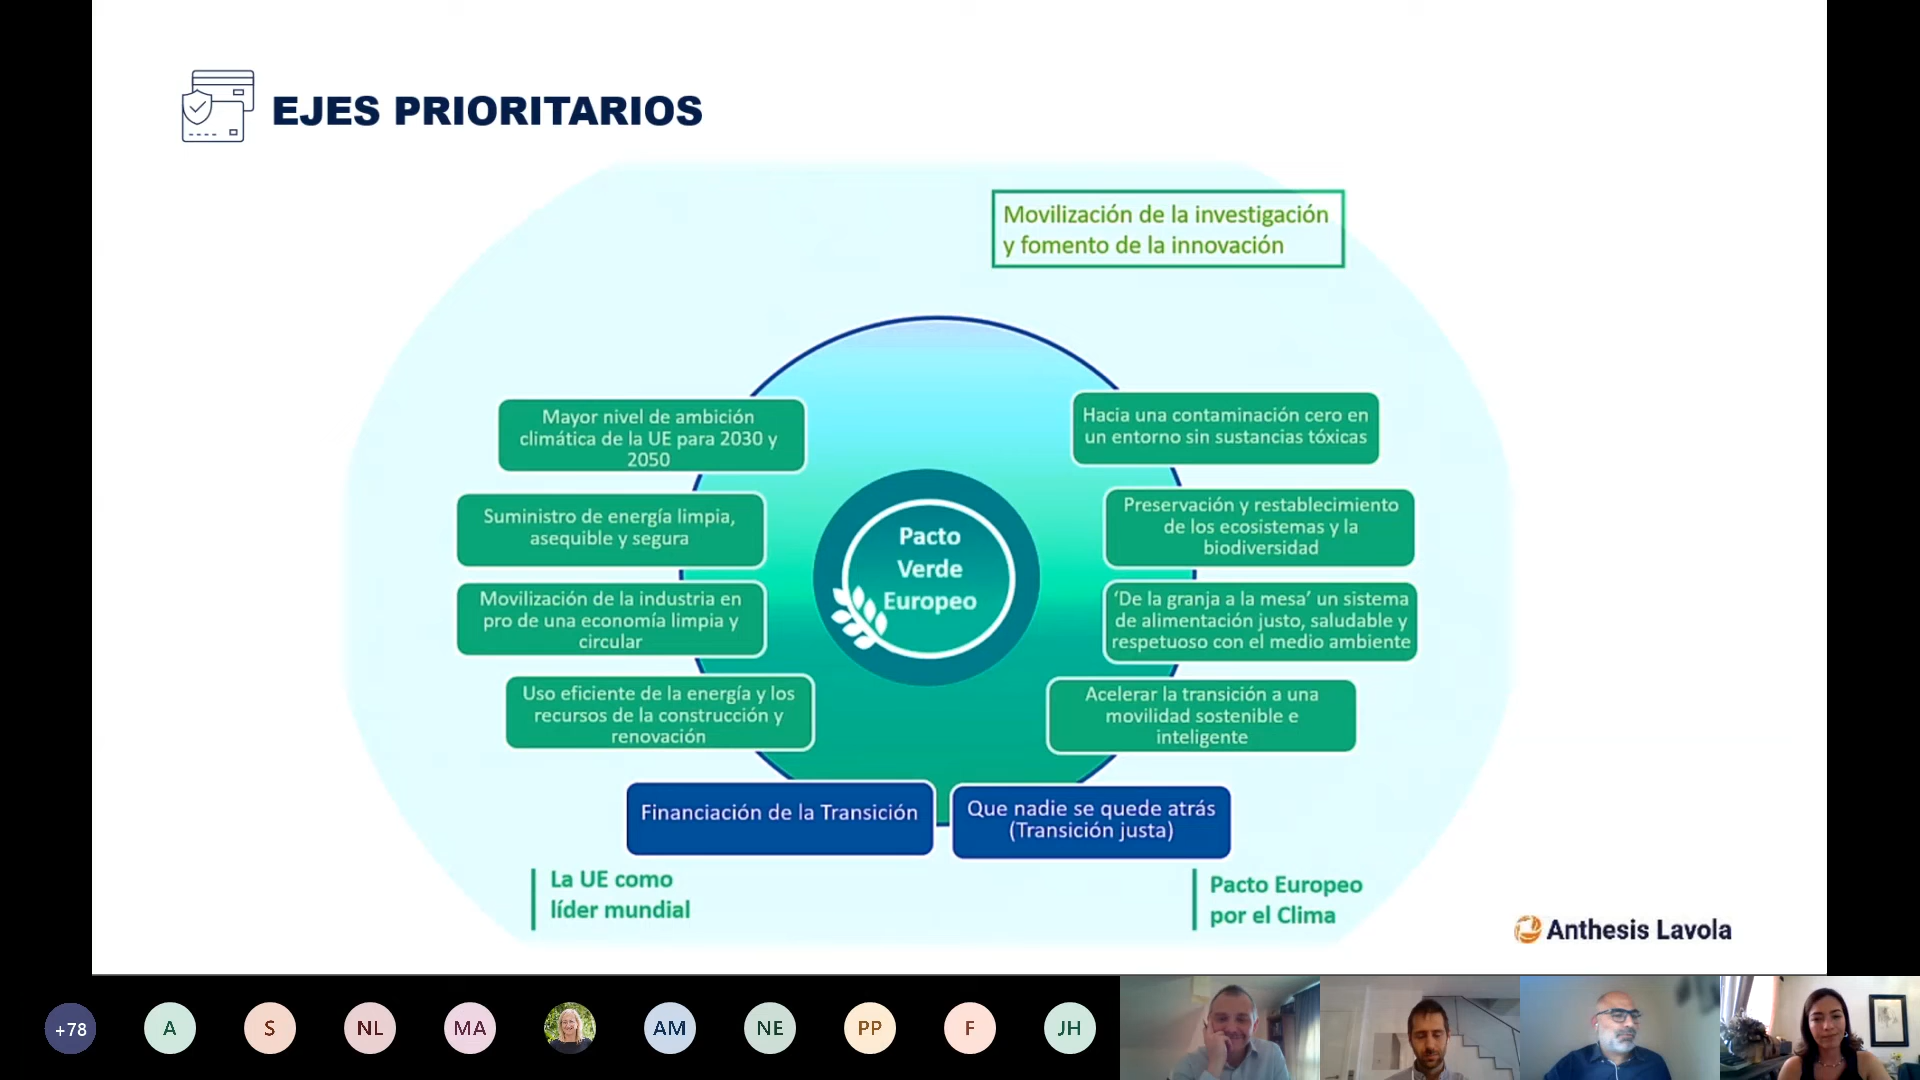 EJES PRIORITARIOS
Movilización de la investigación
y fomento de la innovación
Mayor nivel de ambición
climática de la UE para 2030 y
2050
Suministro de energía limpia,
asequible y segura
Movilización de la industria en
pro de una economía limpia y
circular
Uso eficiente de la energía y los
recursos de la construcción y
renovación
Pacto
Verde
Europeo
Hacia una contaminación cero en
un entorno sin sustancias tóxicas
Preservación y restablecimiento
de los ecosistemas y la
biodiversidad
‘De la granja a la mesa’ un sistema
de alimentación justo, saludable y
respetuoso con el medio ambiente
Acelerar la transición a una
movilidad sostenible e
inteligente
Financiación de la Transición
Que nadie se quede atrás
(Transición justa)
La UE como
líder mundial
Pacto Europeo
por el Clima
Anthesis Lavola
+78
A
S
NL
MA
AM
NE
PP
F
JH